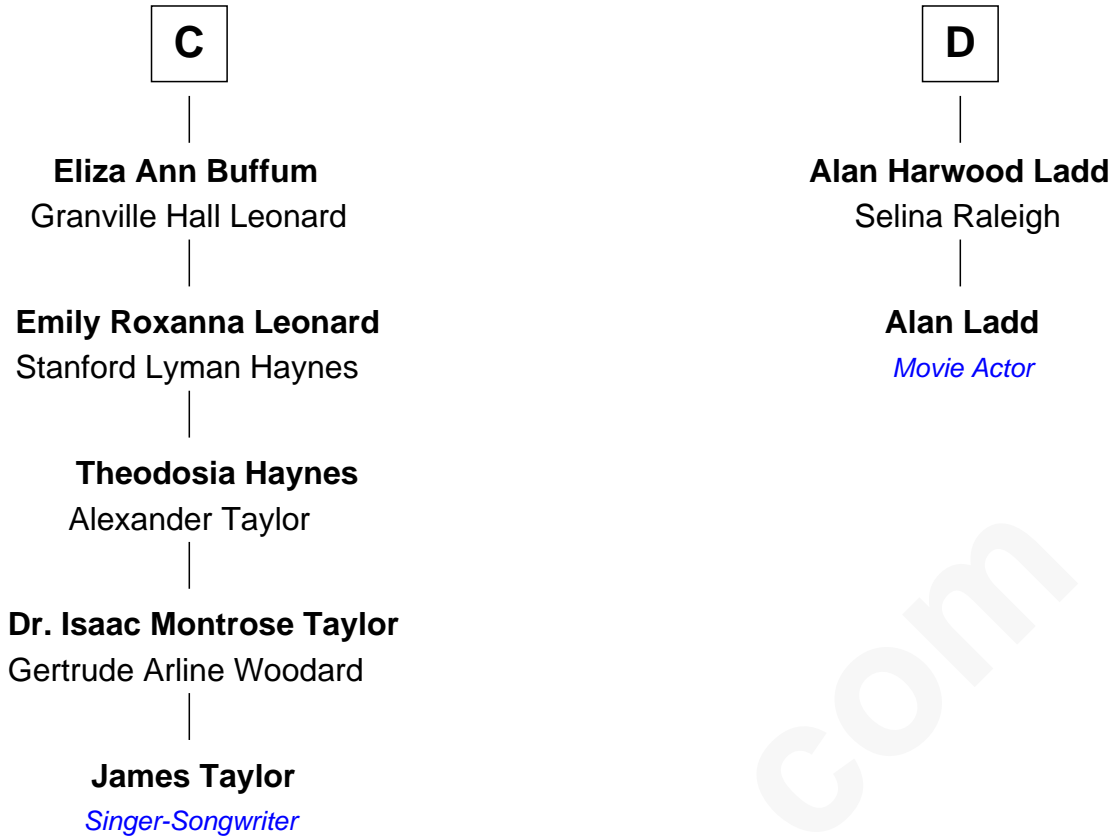 C
Eliza Ann Buffum
Granville Hall Leonard
Emily Roxanna Leonard
Stanford Lyman Haynes
Theodosia Haynes
Alexander Taylor
Dr. Isaac Montrose Taylor
Gertrude Arline Woodard
James Taylor
Singer-Songwriter
D
Alan Harwood Ladd
Selina Raleigh
Alan Ladd
Movie Actor
com